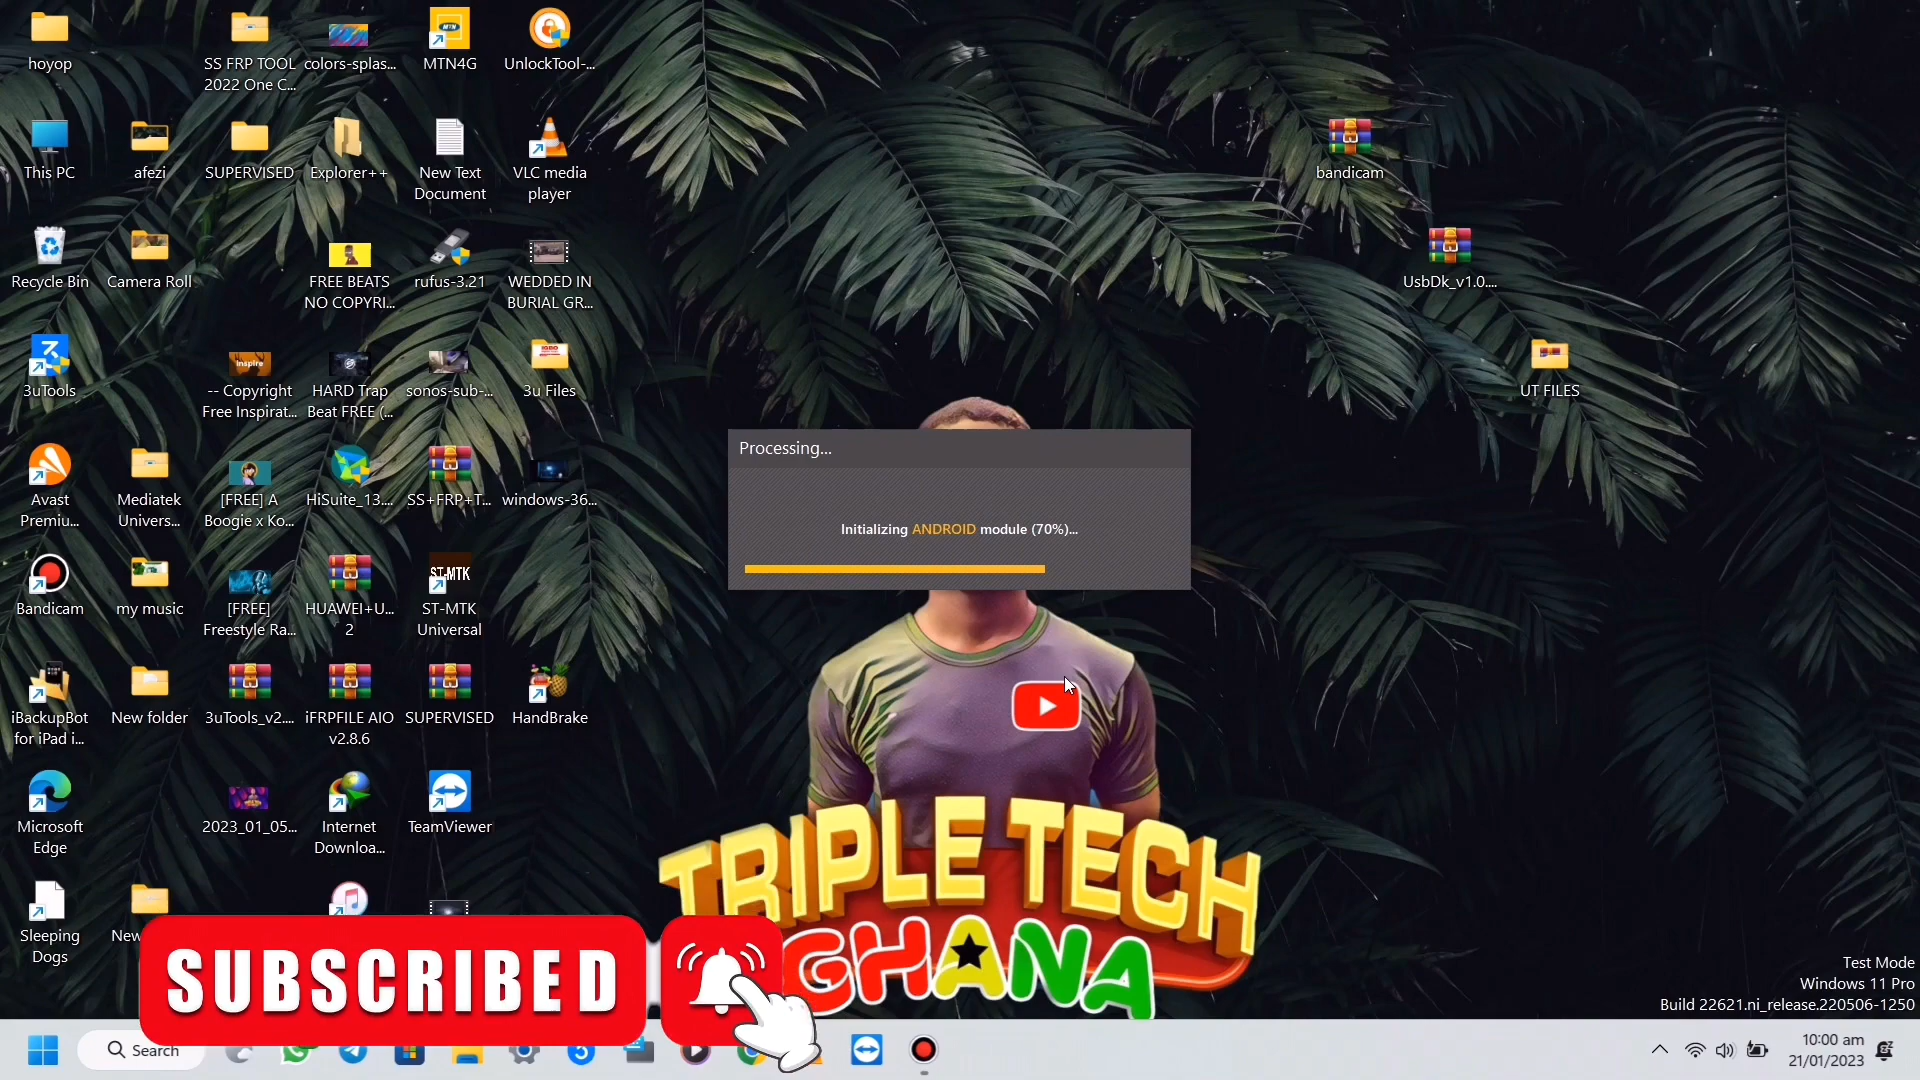 hoyop
SS FRP TOOL
2022 One C...
colors-splas...
MTN4G
UnlockTool-...
This PC
afezi
SUPERVISED
Explorer++
New Text
Document
VLC media
player
bandicam
Recycle Bin
Camera Roll
FREE BEATS
NO COPYRI...
rufus-3.21
WEDDED IN
BURIAL GR...
UsbDk_v1.0....
3uTools
-- Copyright
Free Inspirat...
HARD Trap
Beat FREE (...
sonos-sub-...
3u Files
UT FILES
Processing...
Initializing ANDROID module (70%)...
Avast
Premiu...
Mediatek
Univers...
[FREE] A
Boogie x Ko...
HiSuite_13....
SS+FRP+T...
windows-36...
Bandicam
my music
[FREE]
Freestyle Ra...
HUAWEI+U...
2
ST-MTK
ST-MTK
Universal
iBackupBot
for iPad i...
New folder
3uTools_v2....
iFRPFILE AIO
v2.8.6
SUPERVISED
HandBrake
Microsoft
Edge
2023_01_05...
Internet
Downloa...
TeamViewer
Sleeping
Dogs
New
TRIPLE TECH
GHANA
SUBSCRIBED
Test Mode
Windows 11 Pro
Build 22621.ni_release.220506-1250
Search
10:00 am
21/01/2023